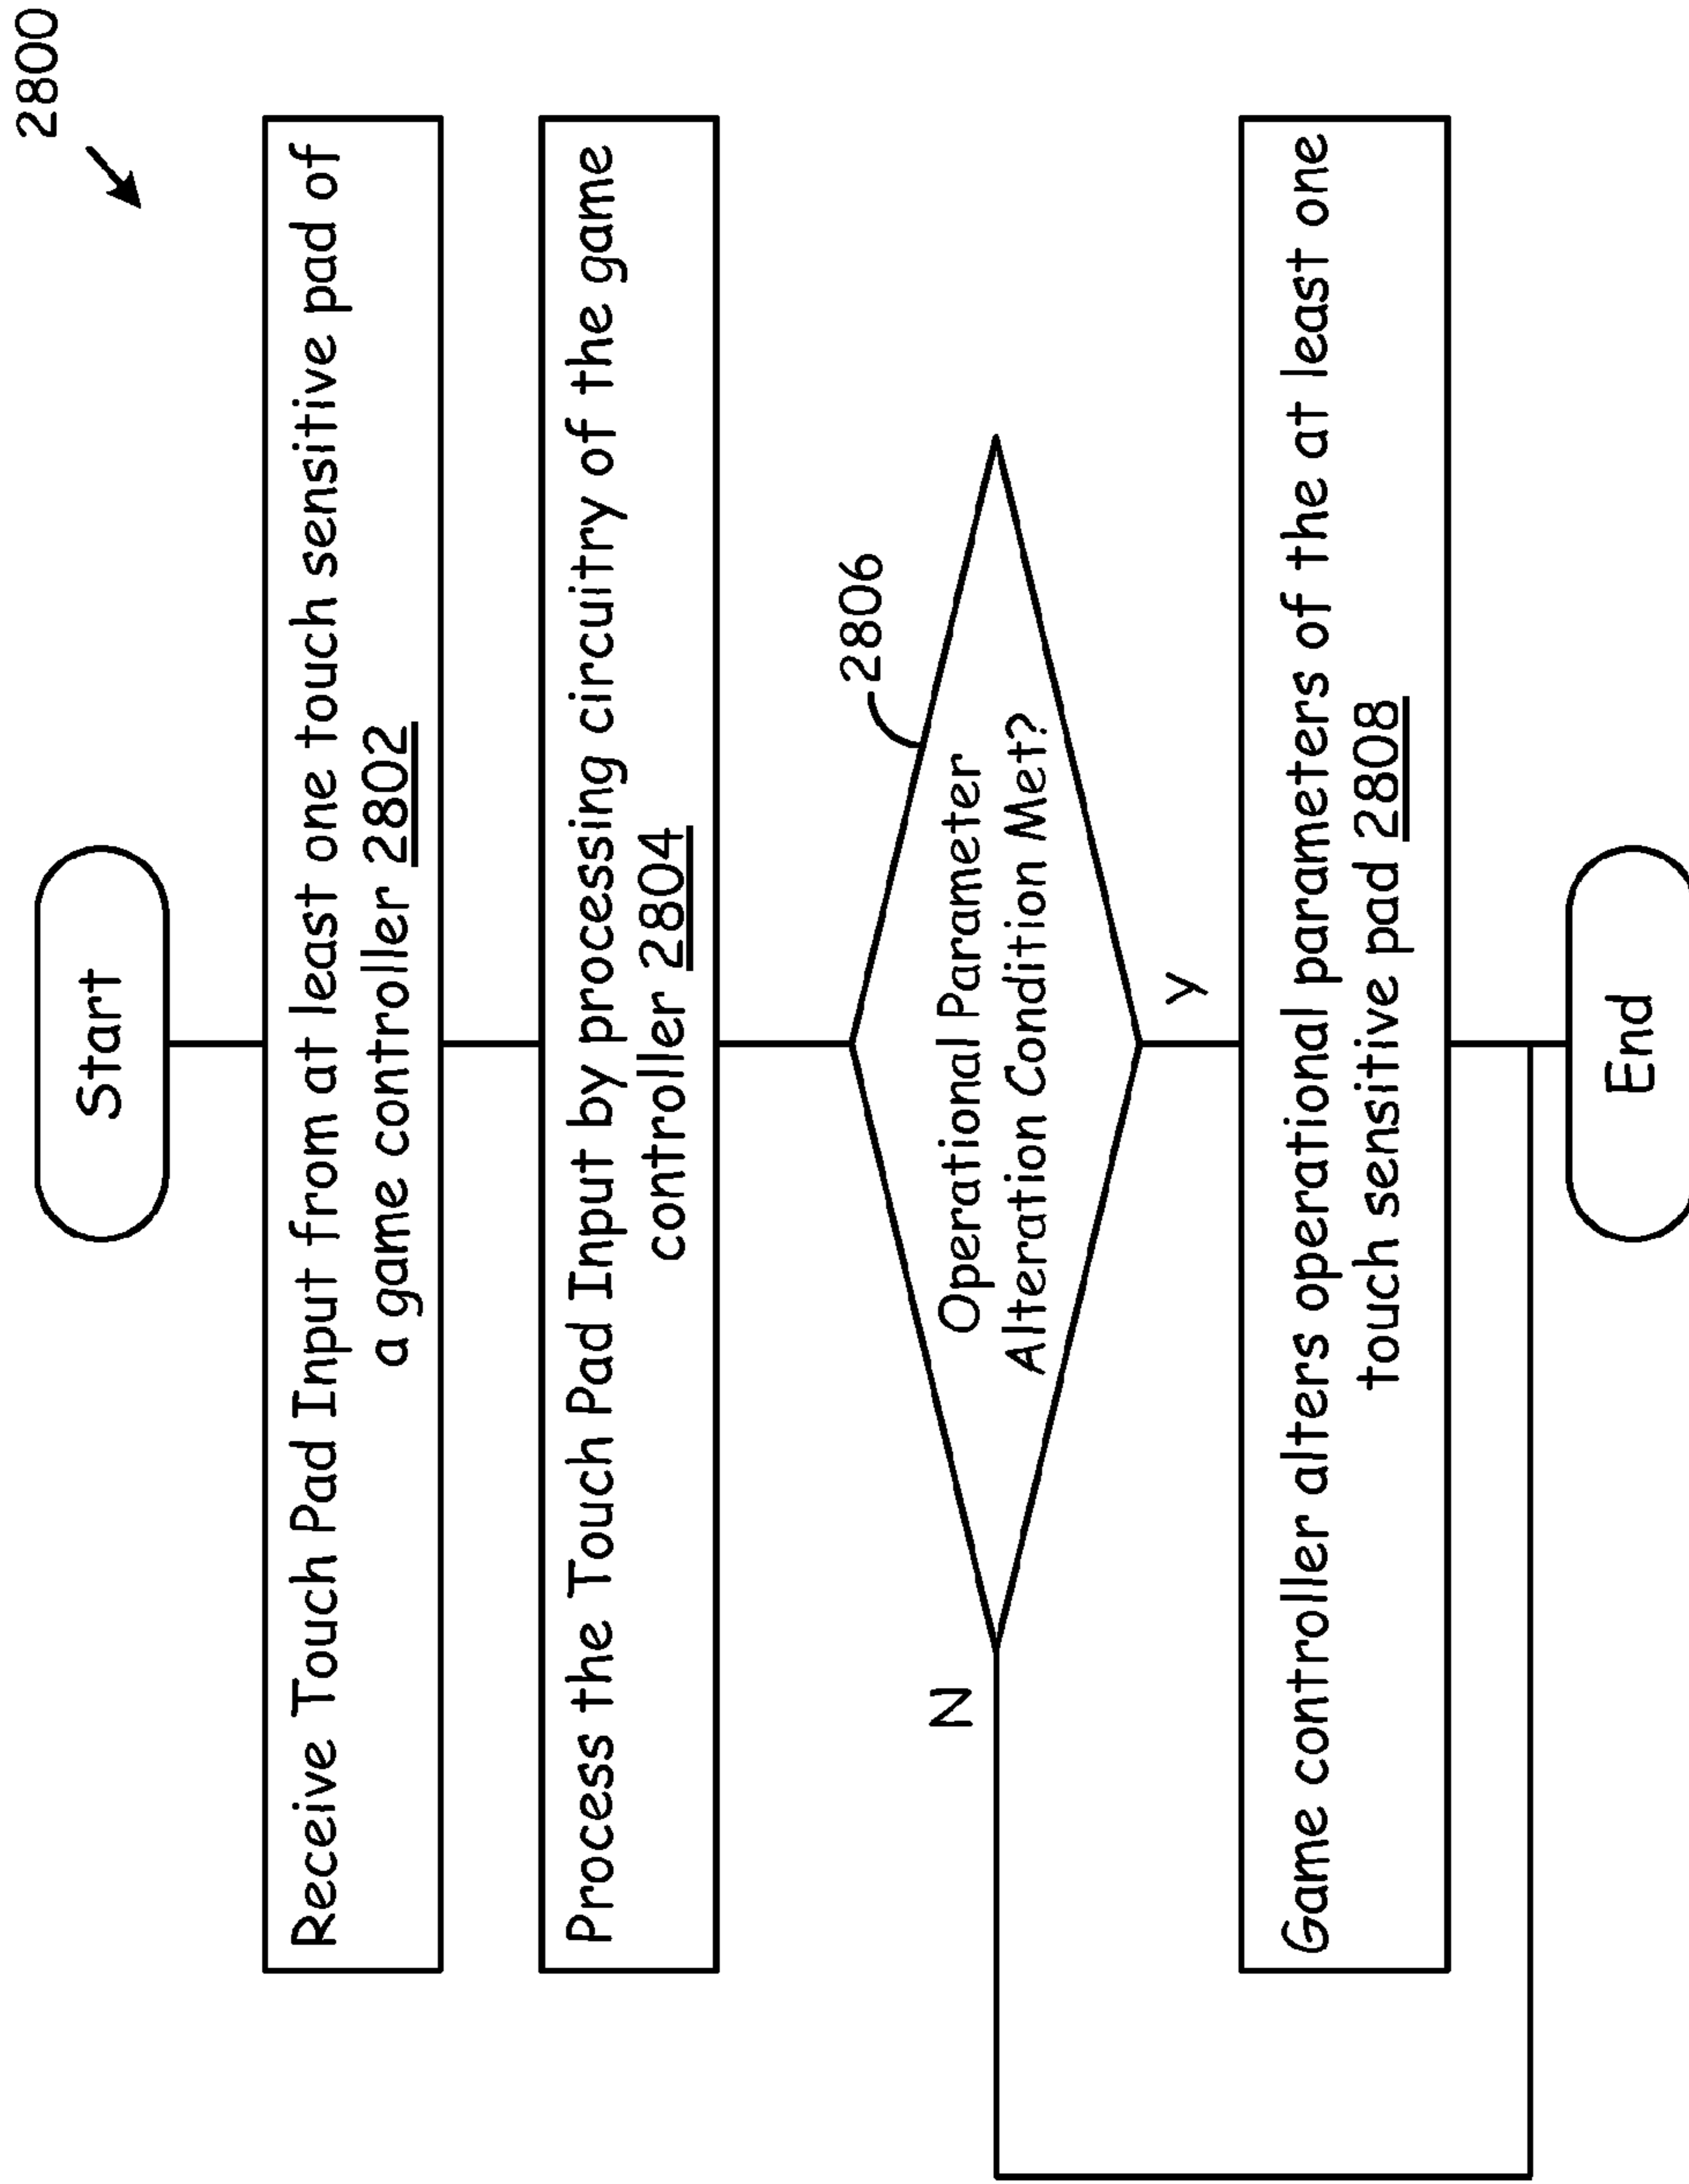 2800
Start
Receive Touch Pad Input from at least one touch sensitive pad of
a game controller 2802
Process the Touch Pad Input by processing circuitry of the game
controller 2804
2806
Operational Parameter
Alteration Condition Met?
N
Y
Game controller alters operational parameters of the at least one
touch sensitive pad 2808
End